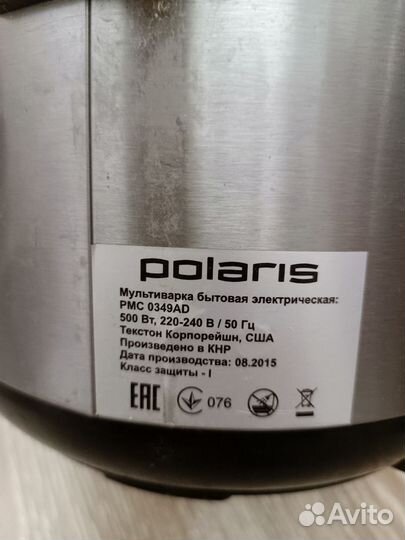 polaris
Мультиварка бытовая электрическая:
PMC 0349AD
500 Вт, 220-240 В / 50 Гц
Текстон Корпорейшн, США
Произведено в КНР
Дата производства: 08.2015
Класс защиты - I
EAC 076
Avito